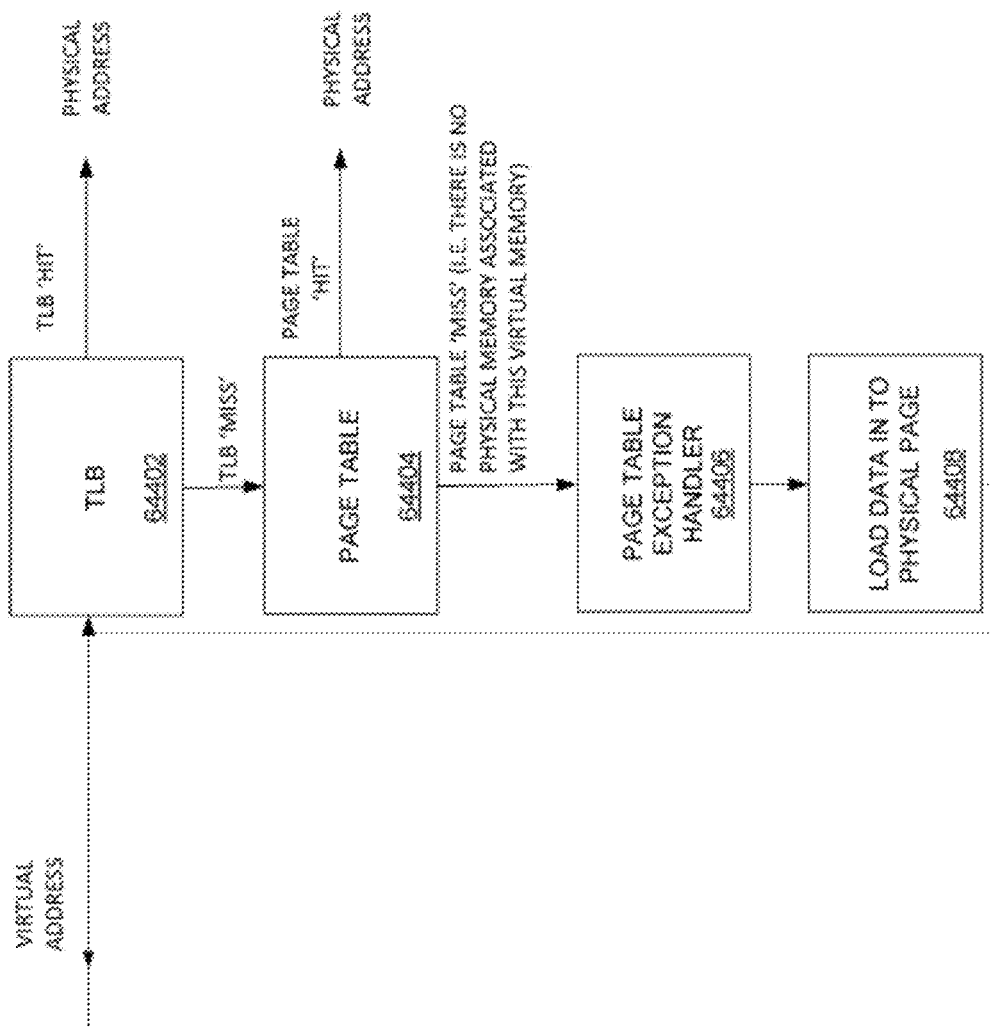 VIRTUAL
ADDRESS
TLB
64402
TLB 'HIT'
PHYSICAL
ADDRESS
TLB 'MISS'
PAGE TABLE
64404
PAGE TABLE
'HIT'
PHYSICAL
ADDRESS
PAGE TABLE 'MISS' (I.E. THERE IS NO
PHYSICAL MEMORY ASSOCIATED
WITH THIS VIRTUAL MEMORY)
PAGE TABLE
EXCEPTION
HANDLER
64406
LOAD DATA IN TO
PHYSICAL PAGE
64408